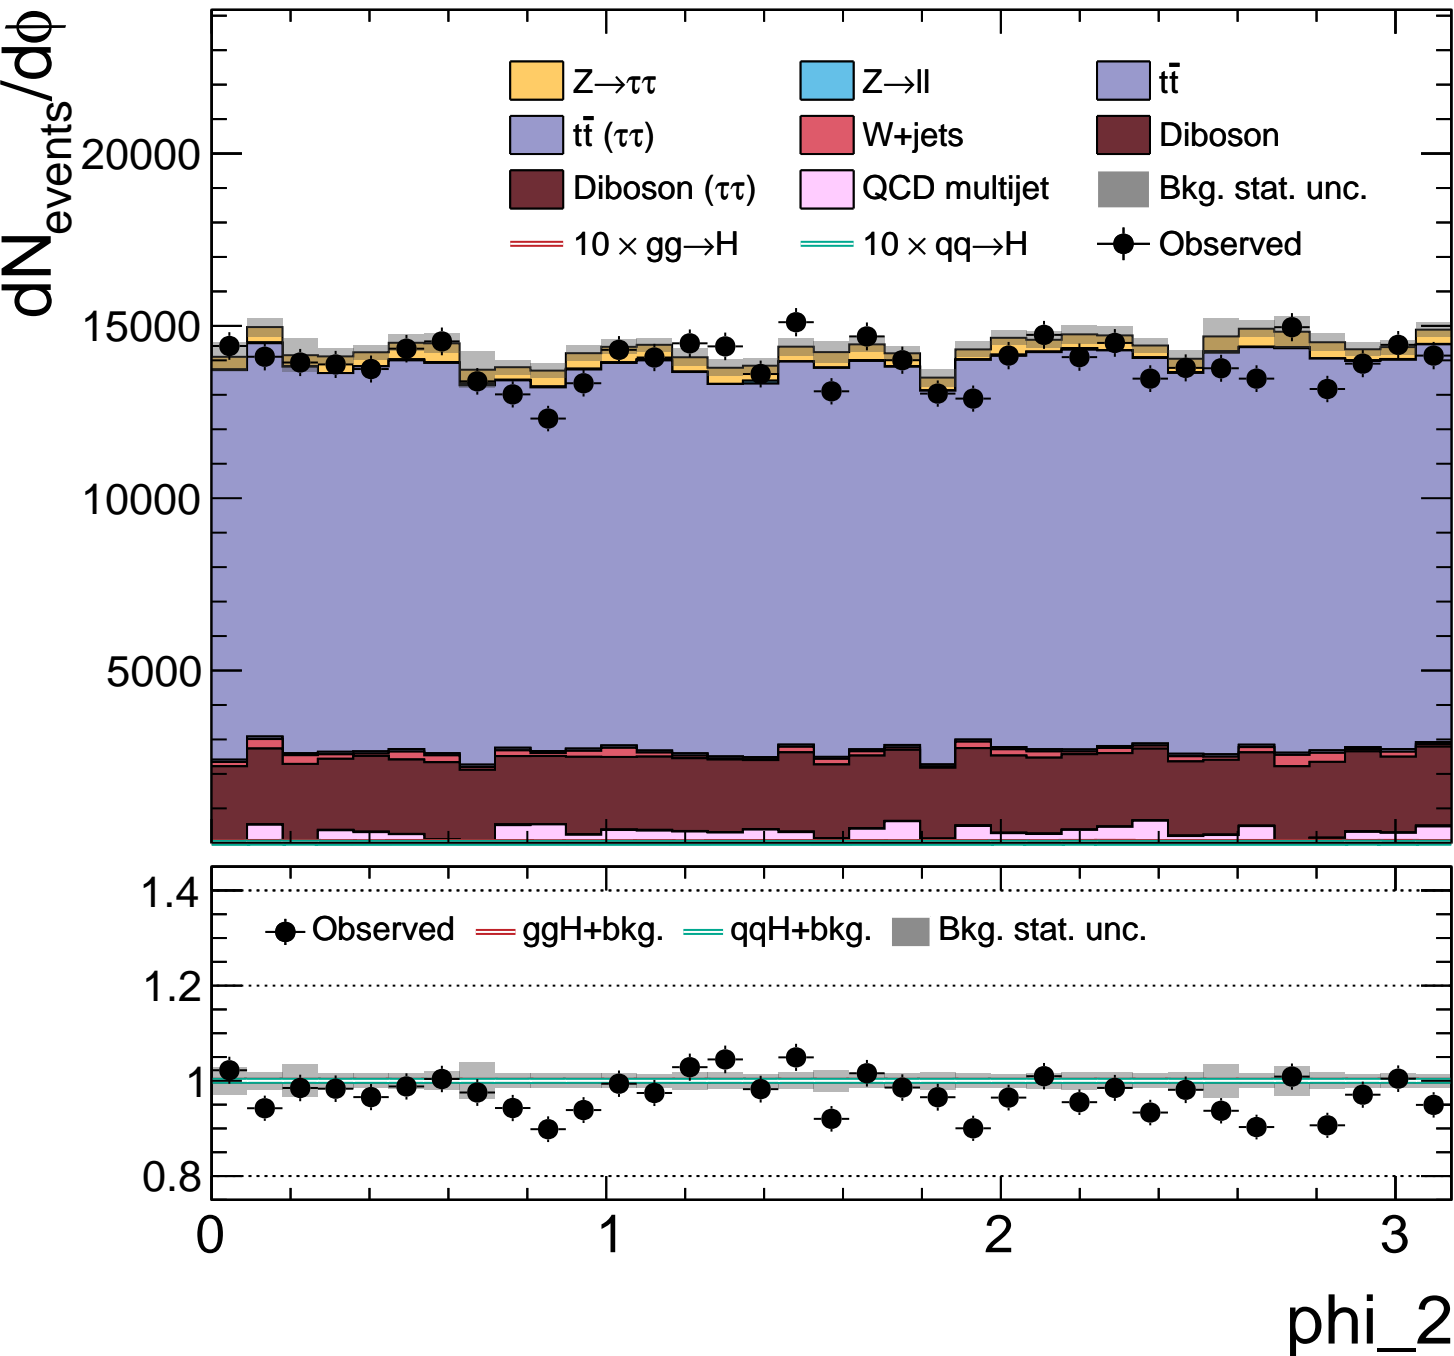 dN_events/dϕ
Z→ττ Z→ll tt̄
tt̄ (ττ) W+jets Diboson
Diboson (ττ) QCD multijet Bkg. stat. unc.
10 × gg→H 10 × qq→H Observed
20000
15000
10000
5000
1.4
Observed ggH+bkg. qqH+bkg. Bkg. stat. unc.
1.2
1
0.8
0 1 2 3
phi_2